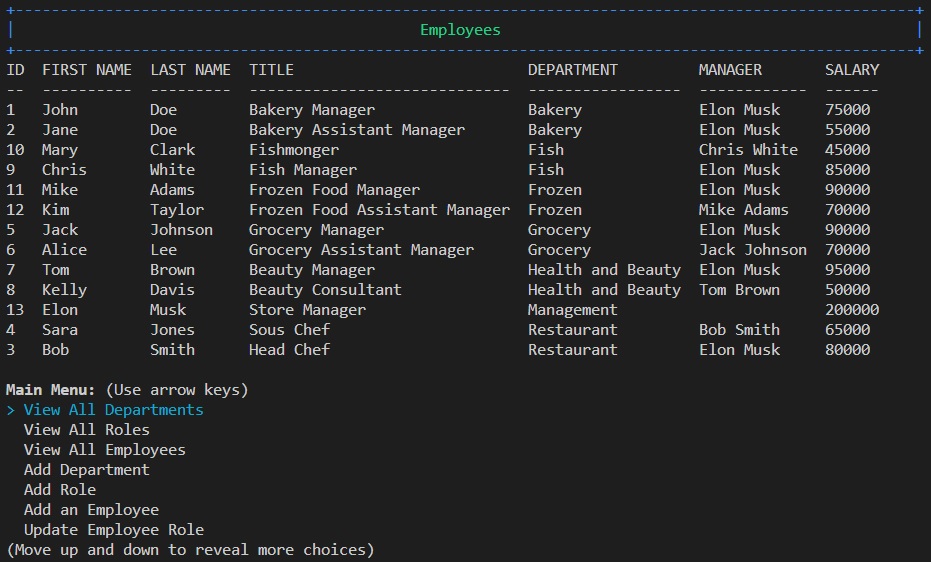 +----------------------------------------------------------------------------------------------------+
|                                             Employees                                              |
+----------------------------------------------------------------------------------------------------+
ID  FIRST NAME  LAST NAME  TITLE                          DEPARTMENT         MANAGER       SALARY
--  ----------  ---------  -----------------------------  -----------------  ------------  ------
1   John        Doe        Bakery Manager                 Bakery             Elon Musk     75000
2   Jane        Doe        Bakery Assistant Manager       Bakery             Elon Musk     55000
10  Mary        Clark      Fishmonger                     Fish               Chris White   45000
9   Chris       White      Fish Manager                   Fish               Elon Musk     85000
11  Mike        Adams      Frozen Food Manager            Frozen             Elon Musk     90000
12  Kim         Taylor     Frozen Food Assistant Manager  Frozen             Mike Adams    70000
5   Jack        Johnson    Grocery Manager                Grocery            Elon Musk     90000
6   Alice       Lee        Grocery Assistant Manager      Grocery            Jack Johnson  70000
7   Tom         Brown      Beauty Manager                 Health and Beauty  Elon Musk     95000
8   Kelly       Davis      Beauty Consultant              Health and Beauty  Tom Brown     50000
13  Elon        Musk       Store Manager                  Management                       200000
4   Sara        Jones      Sous Chef                      Restaurant         Bob Smith     65000
3   Bob         Smith      Head Chef                      Restaurant         Elon Musk     80000
Main Menu: (Use arrow keys)
> View All Departments
  View All Roles
  View All Employees
  Add Department
  Add Role
  Add an Employee
  Update Employee Role
(Move up and down to reveal more choices)